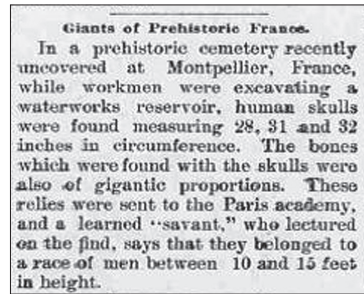 Giants of Prehistoric France.
In a prehistoric cemetery recently
uncovered at Montpellier, France,
while workmen were excavating a
waterworks reservoir, human skulls
were found measuring 28, 31 and 32
inches in circumference. The bones
which were found with the skulls were
also of gigantic proportions. These
relics were sent to the Paris academy,
and a learned "savant," who lectured
on the find, says that they belonged to
a race of men between 10 and 15 feet
in height.